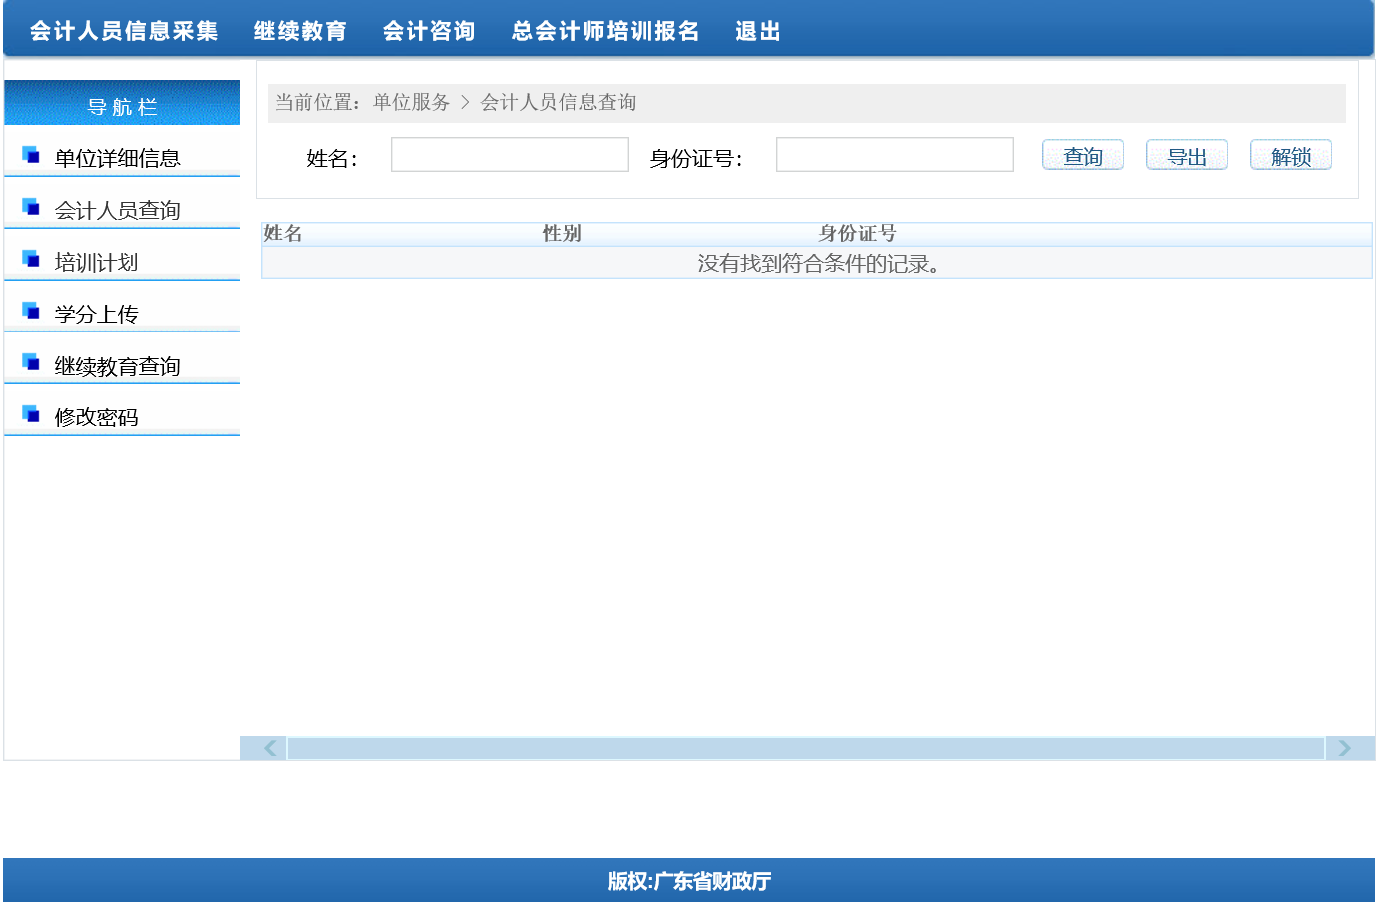 会计人员信息采集 继续教育 会计咨询 总会计师培训报名 退出
导航栏
单位详细信息
会计人员查询
培训计划
学分上传
继续教育查询
修改密码
当前位置：单位服务 > 会计人员信息查询
姓名： 身份证号： 查询 导出 解锁
姓名 性别 身份证号
没有找到符合条件的记录。
版权:广东省财政厅